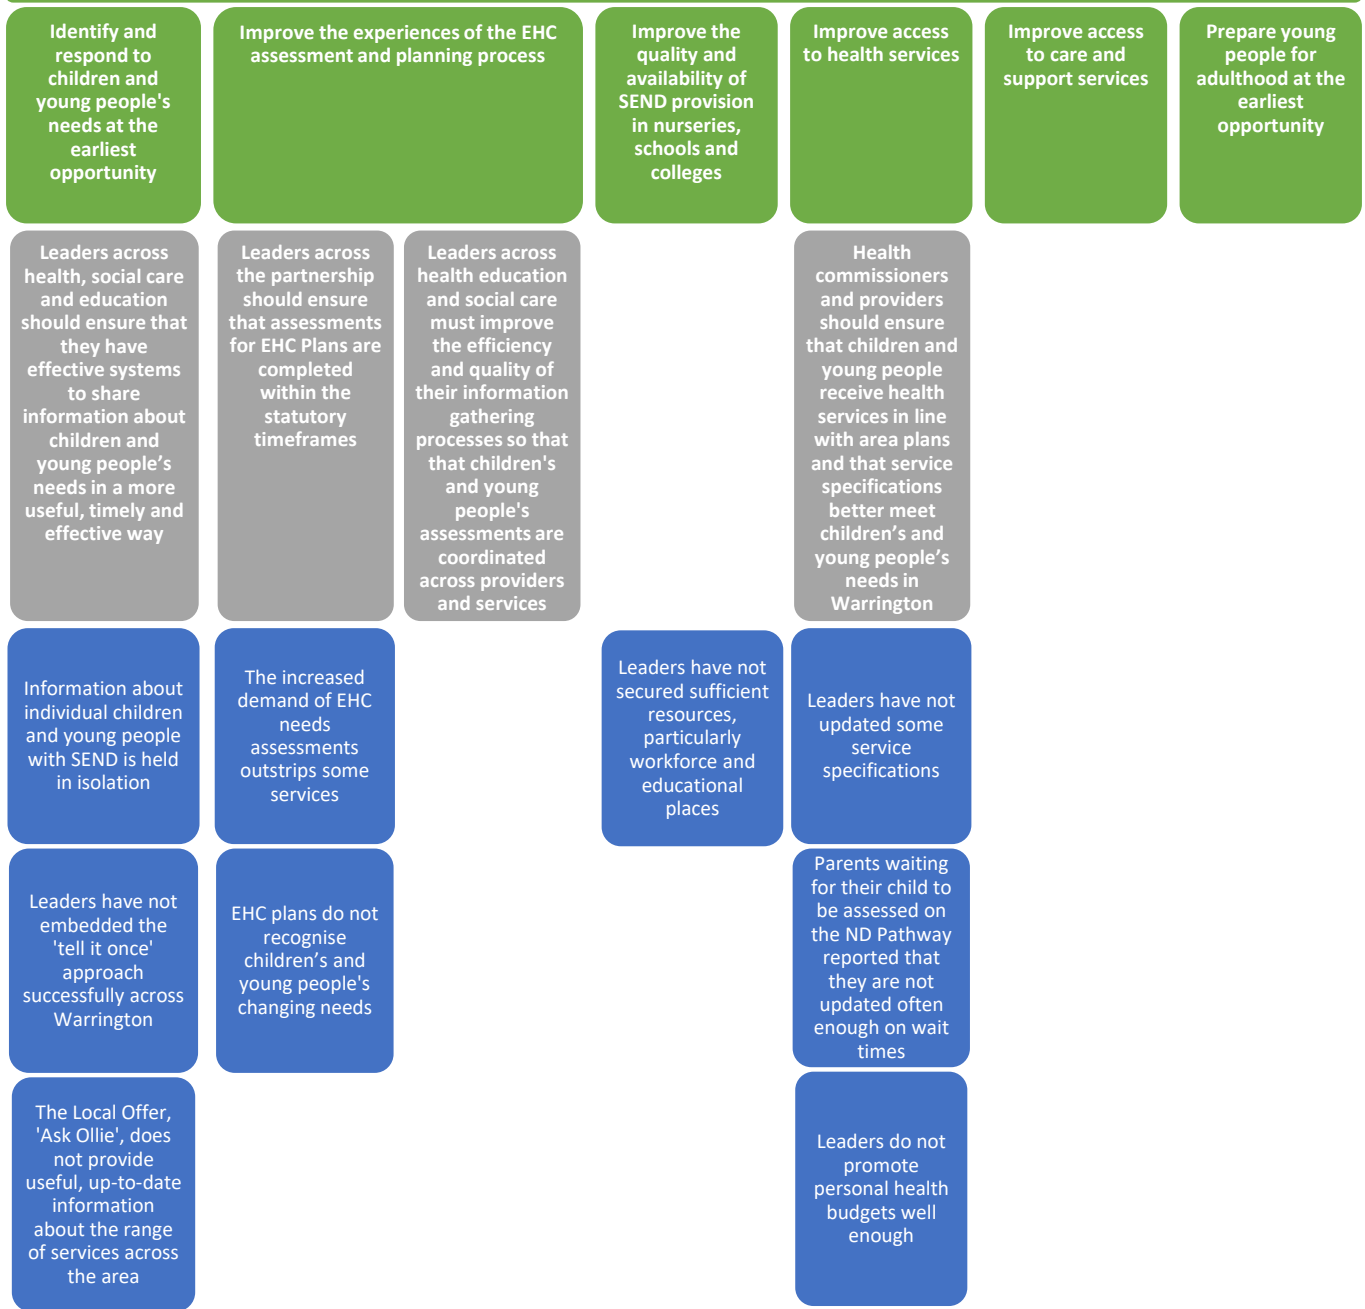 Identify and
respond to
children and
young people's
needs at the
earliest
opportunity
Improve the experiences of the EHC
assessment and planning process
Improve the
quality and
availability of
SEND provision
in nurseries,
schools and
colleges
Improve access
to health services
Improve access
to care and
support services
Prepare young
people for
adulthood at the
earliest
opportunity
Leaders across
health, social care
and education
should ensure that
they have
effective systems
to share
information about
children and
young people’s
needs in a more
useful, timely and
effective way
Leaders across
the partnership
should ensure
that assessments
for EHC Plans are
completed
within the
statutory
timeframes
Leaders across
health education
and social care
must improve
the efficiency
and quality of
their information
gathering
processes so that
that children's
and young
people's
assessments are
coordinated
across providers
and services
Health
commissioners
and providers
should ensure
that children and
young people
receive health
services in line
with area plans
and that service
specifications
better meet
children’s and
young people’s
needs in
Warrington
Information about
individual children
and young people
with SEND is held
in isolation
The increased
demand of EHC
needs
assessments
outstrips some
services
Leaders have not
secured sufficient
resources,
particularly
workforce and
educational
places
Leaders have not
updated some
service
specifications
Leaders have not
embedded the
'tell it once'
approach
successfully across
Warrington
EHC plans do not
recognise
children’s and
young people's
changing needs
Parents waiting
for their child to
be assessed on
the ND Pathway
reported that
they are not
updated often
enough on wait
times
The Local Offer,
'Ask Ollie', does
not provide
useful, up-to-date
information
about the range
of services across
the area
Leaders do not
promote
personal health
budgets well
enough